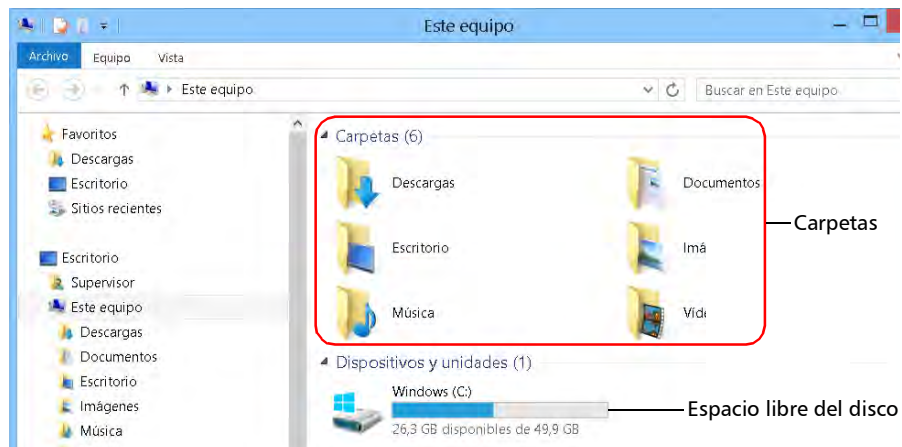 Este equipo
Archivo Equipo Vista
Este equipo
Buscar en Este equipo
Favoritos
Descargas
Escritorio
Sitios recientes
Escritorio
Supervisor
Este equipo
Descargas
Documentos
Escritorio
Imágenes
Música
Carpetas (6)
Descargas
Documentos
Escritorio
Imá
Música
Víd
Carpetas
Dispositivos y unidades (1)
Windows (C:)
26,3 GB disponibles de 49,9 GB
Espacio libre del disco